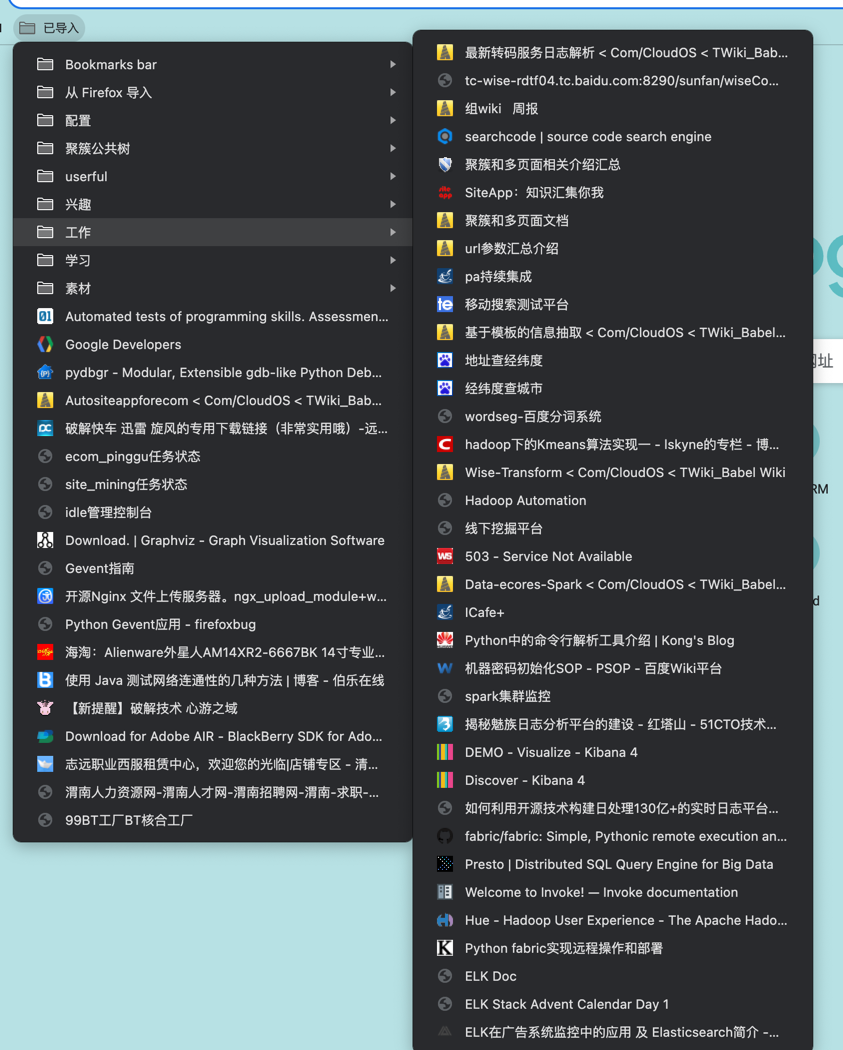 已导入
Bookmarks bar
从 Firefox 导入
配置
聚簇公共树
userful
兴趣
工作
学习
素材
Automated tests of programming skills. Assessmen...
Google Developers
pydbgr - Modular, Extensible gdb-like Python Deb...
Autositeappforecom < Com/CloudOS < TWiki_Bab...
破解快车 迅雷 旋风的专用下载链接（非常实用哦）-远...
ecom_pinggu任务状态
site_mining任务状态
idle管理控制台
Download. | Graphviz - Graph Visualization Software
Gevent指南
开源Nginx 文件上传服务器。ngx_upload_module+w...
Python Gevent应用 - firefoxbug
海淘：Alienware外星人AM14XR2-6667BK 14寸专业...
使用 Java 测试网络连通性的几种方法 | 博客 - 伯乐在线
【新提醒】破解技术 心游之域
Download for Adobe AIR - BlackBerry SDK for Ado...
志远职业西服租赁中心，欢迎您的光临|店铺专区 - 清...
渭南人力资源网-渭南人才网-渭南招聘网-渭南-求职-...
99BT工厂BT核合工厂
最新转码服务日志解析 < Com/CloudOS < TWiki_Bab...
tc-wise-rdtf04.tc.baidu.com:8290/sunfan/wiseCo...
组wiki 周报
searchcode | source code search engine
聚簇和多页面相关介绍汇总
SiteApp：知识汇集你我
聚簇和多页面文档
url参数汇总介绍
pa持续集成
移动搜索测试平台
基于模板的信息抽取 < Com/CloudOS < TWiki_Babel...
地址查经纬度
经纬度查城市
wordseg-百度分词系统
hadoop下的Kmeans算法实现一 - lskyne的专栏 - 博...
Wise-Transform < Com/CloudOS < TWiki_Babel Wiki
Hadoop Automation
线下挖掘平台
503 - Service Not Available
Data-ecores-Spark < Com/CloudOS < TWiki_Babel...
ICafe+
Python中的命令行解析工具介绍 | Kong's Blog
机器密码初始化SOP - PSOP - 百度Wiki平台
spark集群监控
揭秘魅族日志分析平台的建设 - 红塔山 - 51CTO技术...
DEMO - Visualize - Kibana 4
Discover - Kibana 4
如何利用开源技术构建日处理130亿+的实时日志平台...
fabric/fabric: Simple, Pythonic remote execution an...
Presto | Distributed SQL Query Engine for Big Data
Welcome to Invoke! — Invoke documentation
Hue - Hadoop User Experience - The Apache Hado...
Python fabric实现远程操作和部署
ELK Doc
ELK Stack Advent Calendar Day 1
ELK在广告系统监控中的应用 及 Elasticsearch简介 -...
网址
RM
d